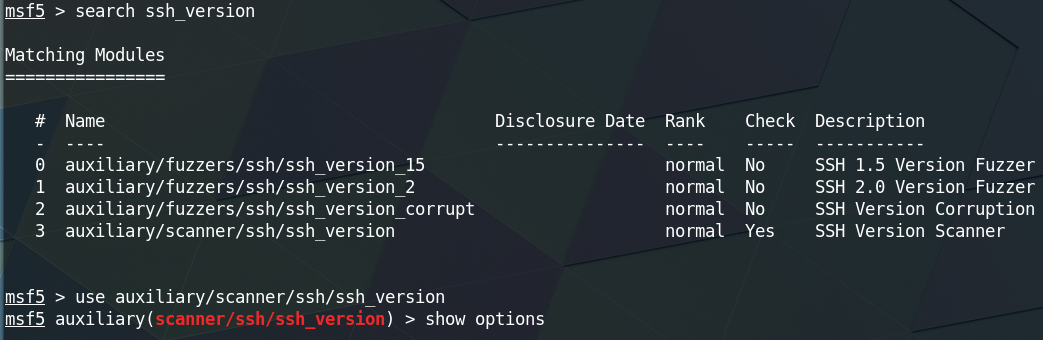 msf5 > search ssh_version
Matching Modules
================
# Name Disclosure Date Rank Check Description
- ---- --------------- ---- ----- -----------
0 auxiliary/fuzzers/ssh/ssh_version_15 normal No SSH 1.5 Version Fuzzer
1 auxiliary/fuzzers/ssh/ssh_version_2 normal No SSH 2.0 Version Fuzzer
2 auxiliary/fuzzers/ssh/ssh_version_corrupt normal No SSH Version Corruption
3 auxiliary/scanner/ssh/ssh_version normal Yes SSH Version Scanner
msf5 > use auxiliary/scanner/ssh/ssh_version
msf5 auxiliary(scanner/ssh/ssh_version) > show options